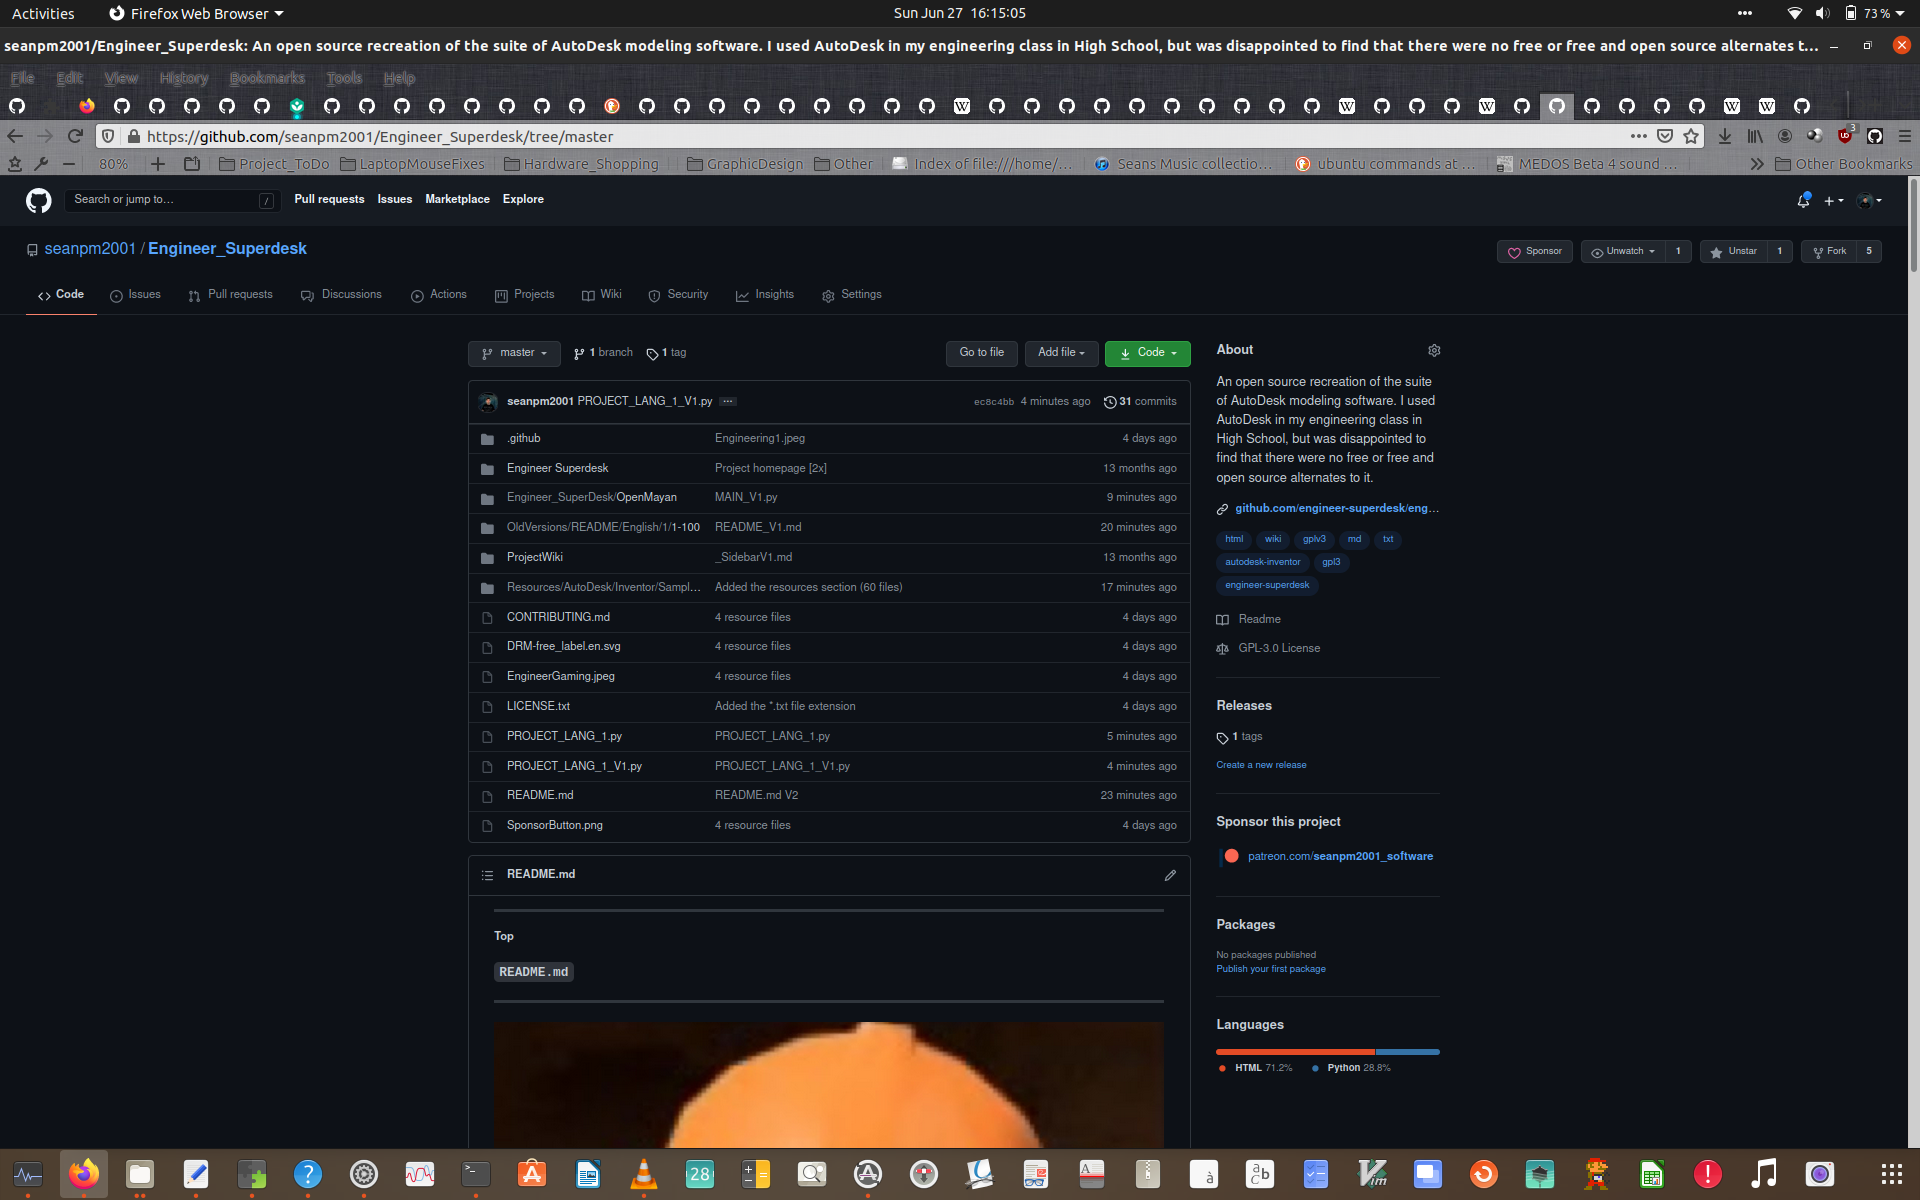 Activities Firefox Web Browser Sun Jun 27 16:15:05 73 %
seanpm2001/Engineer_Superdesk: An open source recreation of the suite of AutoDesk modeling software. I used AutoDesk in my engineering class in High School, but was disappointed to find that there were no free or free and open source alternates t…
File Edit View History Bookmarks Tools Help
https://github.com/seanpm2001/Engineer_Superdesk/tree/master 3
80% Project_ToDo LaptopMouseFixes Hardware_Shopping GraphicDesign Other Index of file:///home/… Seans Music collectio… ubuntu commands at … MEDOS Beta 4 sound … Other Bookmarks
Search or jump to… / Pull requests Issues Marketplace Explore
seanpm2001 / Engineer_Superdesk Sponsor Unwatch 1 Unstar 1 Fork 5
Code Issues Pull requests Discussions Actions Projects Wiki Security Insights Settings
master 1 branch 1 tag Go to file Add file Code
seanpm2001 PROJECT_LANG_1_V1.py ec8c4bb 4 minutes ago 31 commits
.github Engineering1.jpeg 4 days ago
Engineer Superdesk Project homepage [2x] 13 months ago
Engineer_SuperDesk/OpenMayan MAIN_V1.py 9 minutes ago
OldVersions/README/English/1/1-100 README_V1.md 20 minutes ago
ProjectWiki _SidebarV1.md 13 months ago
Resources/AutoDesk/Inventor/Sampl… Added the resources section (60 files) 17 minutes ago
CONTRIBUTING.md 4 resource files 4 days ago
DRM-free_label.en.svg 4 resource files 4 days ago
EngineerGaming.jpeg 4 resource files 4 days ago
LICENSE.txt Added the *.txt file extension 4 days ago
PROJECT_LANG_1.py PROJECT_LANG_1.py 5 minutes ago
PROJECT_LANG_1_V1.py PROJECT_LANG_1_V1.py 4 minutes ago
README.md README.md V2 23 minutes ago
SponsorButton.png 4 resource files 4 days ago
README.md
Top
README.md
About
An open source recreation of the suite
of AutoDesk modeling software. I used
AutoDesk in my engineering class in
High School, but was disappointed to
find that there were no free or free and
open source alternates to it.
github.com/engineer-superdesk/eng…
html wiki gplv3 md txt
autodesk-inventor gpl3
engineer-superdesk
Readme
GPL-3.0 License
Releases
1 tags
Create a new release
Sponsor this project
patreon.com/seanpm2001_software
Packages
No packages published
Publish your first package
Languages
HTML 71.2% Python 28.8%
28